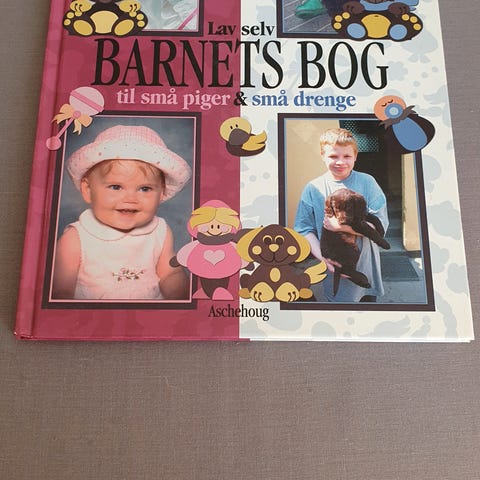 Lav selv
BARNETS BOG
til små piger & små drenge
Aschehoug